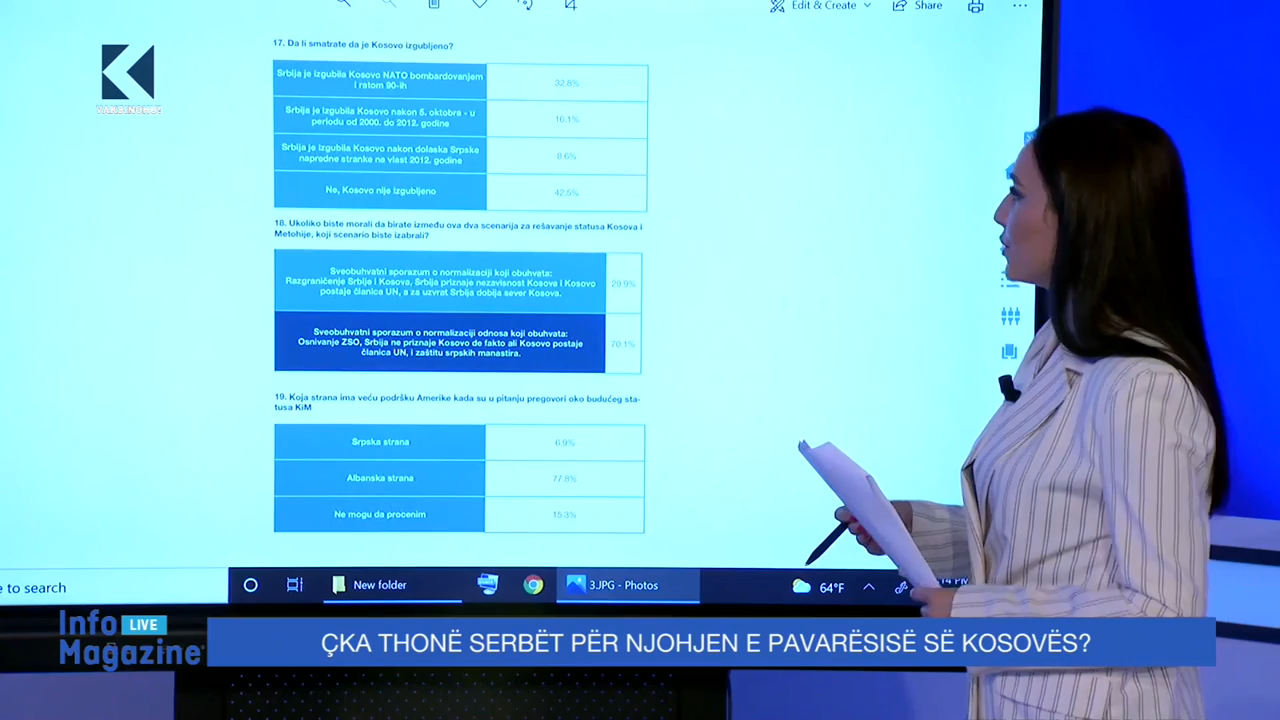 Edit & Create
Share
17. Da li smatrate da je Kosovo izgubljeno?
Srbija je izgubila Kosovo NATO bombardovanjem
i ratom 90-ih
32.8%
Srbija je izgubila Kosovo nakon 5. oktobra - u
periodu od 2000. do 2012. godine
16.1%
Srbija je izgubila Kosovo nakon dolaska Srpske
napredne stranke na vlast 2012. godine
8.6%
Ne, Kosovo nije izgubljeno
42.5%
18. Ukoliko biste morali da birate između ova dva scenarija za rešavanje statusa Kosova i
Metohije, koji scenario biste izabrali?
Sveobuhvatni sporazum o normalizaciji koji obuhvata:
Razgraničenje Srbije i Kosova, Srbija priznaje nezavisnost Kosova i Kosovo
postaje članica UN, a za uzvrat Srbija dobija sever Kosova.
29.9%
Sveobuhvatni sporazum o normalizaciji odnosa koji obuhvata:
Osnivanje ZSO, Srbija ne priznaje Kosovo de fakto ali Kosovo postaje
članica UN, i zaštitu srpskih manastira.
70.1%
19. Koja strana ima veću podršku Amerike kada su u pitanju pregovori oko budućeg sta-
tusa KiM
Srpska strana
6.9%
Albanska strana
77.8%
Ne mogu da procenim
15.3%
e to search
New folder
3.JPG - Photos
64°F
Info LIVE
Magazine
ÇKA THONË SERBËT PËR NJOHJEN E PAVARËSISË SË KOSOVËS?